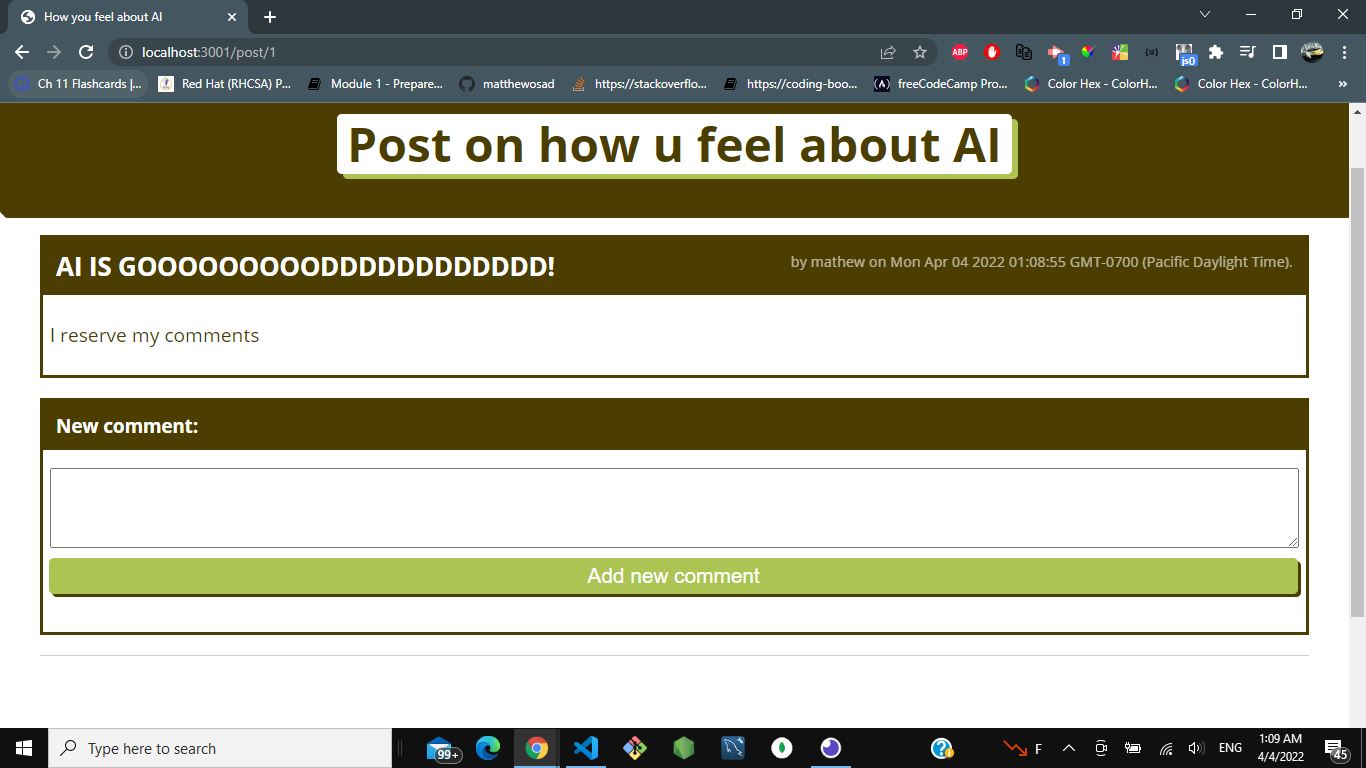 How you feel about AI
localhost:3001/post/1
ABP
1
js()
Ch 11 Flashcards |...
Red Hat (RHCSA) P...
Module 1 - Prepare...
matthewosad
https://stackoverflo...
https://coding-boo...
freeCodeCamp Pro...
Color Hex - ColorH...
Color Hex - ColorH...
»
Post on how u feel about AI
AI IS GOOOOOOOOODDDDDDDDDDD!
by mathew on Mon Apr 04 2022 01:08:55 GMT-0700 (Pacific Daylight Time).
I reserve my comments
New comment:
Add new comment
Type here to search
99+
F
ENG
1:09 AM
4/4/2022
45